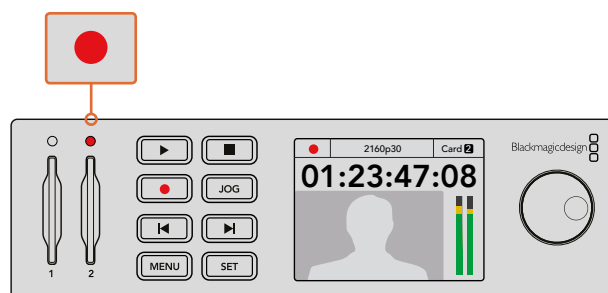 2160p30 Card 2
01:23:47:08
Blackmagicdesign
JOG
MENU SET
1 2